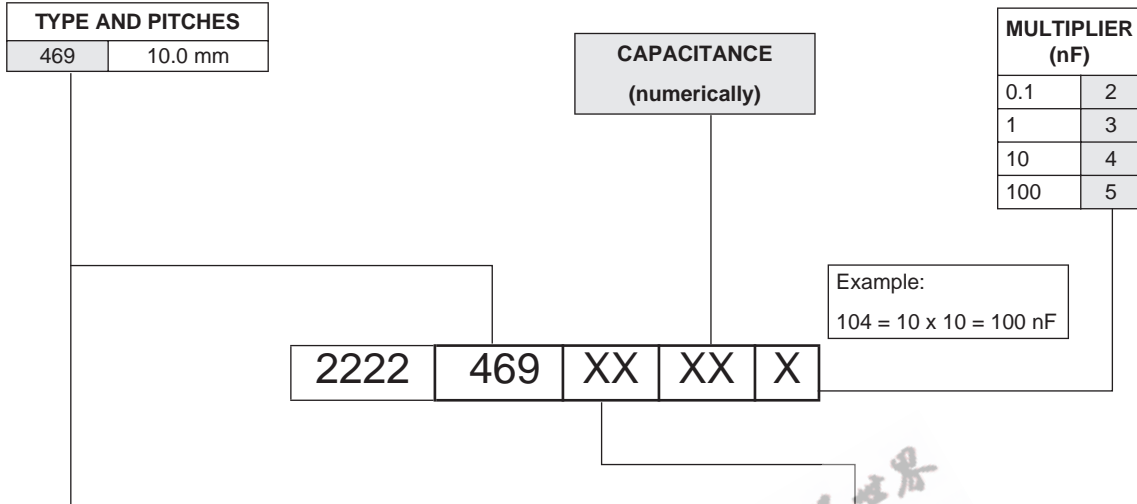 TYPE AND PITCHES
469 10.0 mm
CAPACITANCE
(numerically)
MULTIPLIER
(nF)
0.1 2
1 3
10 4
100 5
Example:
104 = 10 x 10 = 100 nF
2222 469 XX XX X